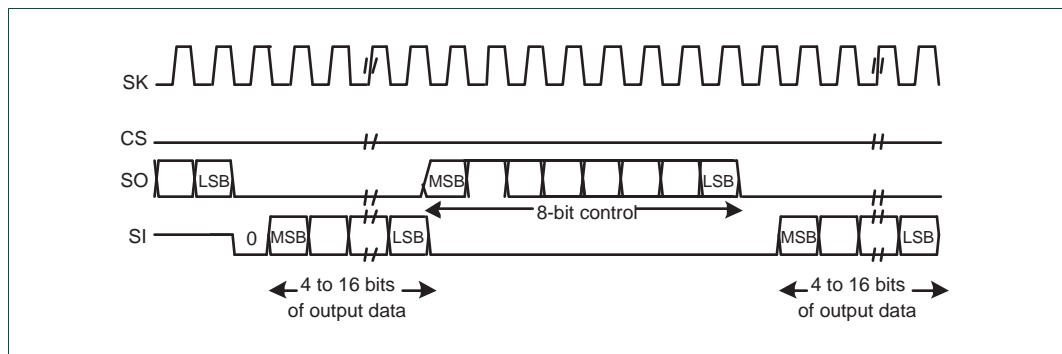 SK
CS
SO LSB MSB LSB
8-bit control
SI 0 MSB LSB MSB LSB
4 to 16 bits
of output data
4 to 16 bits
of output data